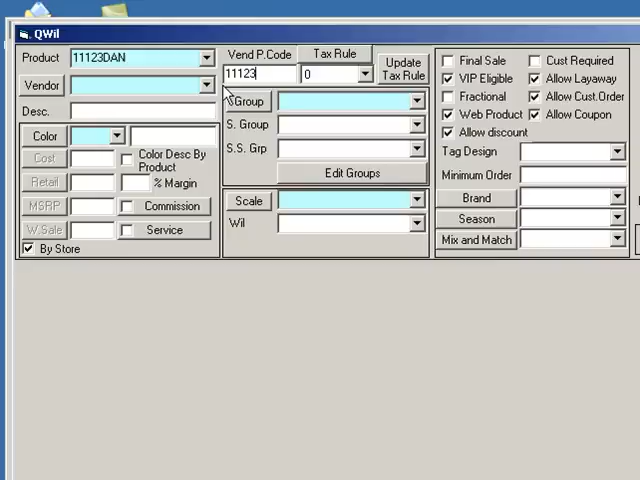 QWil
Product 11123DAN Vend P.Code Tax Rule
11123 0 Update Tax Rule
Vendor
Desc.
Color
Cost Color Desc By Product
Retail % Margin
MSRP Commission
W.Sale Service
By Store
Group
S. Group
S.S. Grp
Edit Groups
Scale
Wil
Final Sale Cust Required
VIP Eligible Allow Layaway
Fractional Allow Cust.Order
Web Product Allow Coupon
Allow discount
Tag Design
Minimum Order
Brand
Season
Mix and Match